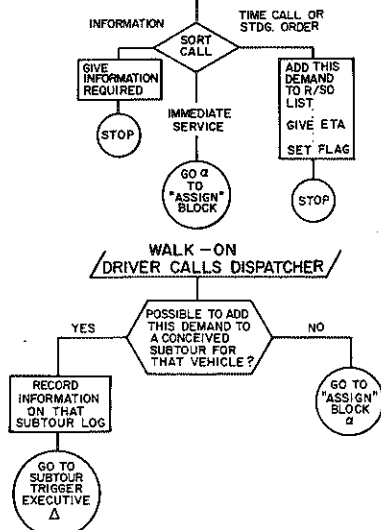 INFORMATION
TIME CALL OR
STDG. ORDER
SORT
CALL
GIVE
INFORMATION
REQUIRED
STOP
IMMEDIATE
SERVICE
GO α
TO
"ASSIGN"
BLOCK
ADD THIS
DEMAND
TO R/SO
LIST
GIVE ETA
SET FLAG
STOP
WALK-ON
DRIVER CALLS DISPATCHER
POSSIBLE TO ADD
THIS DEMAND TO
A CONCEIVED
SUBTOUR FOR
THAT VEHICLE?
YES
NO
RECORD
INFORMATION
ON THAT
SUBTOUR LOG
GO TO
SUBTOUR
TRIGGER
EXECUTIVE
Δ
GO TO
"ASSIGN"
BLOCK
α